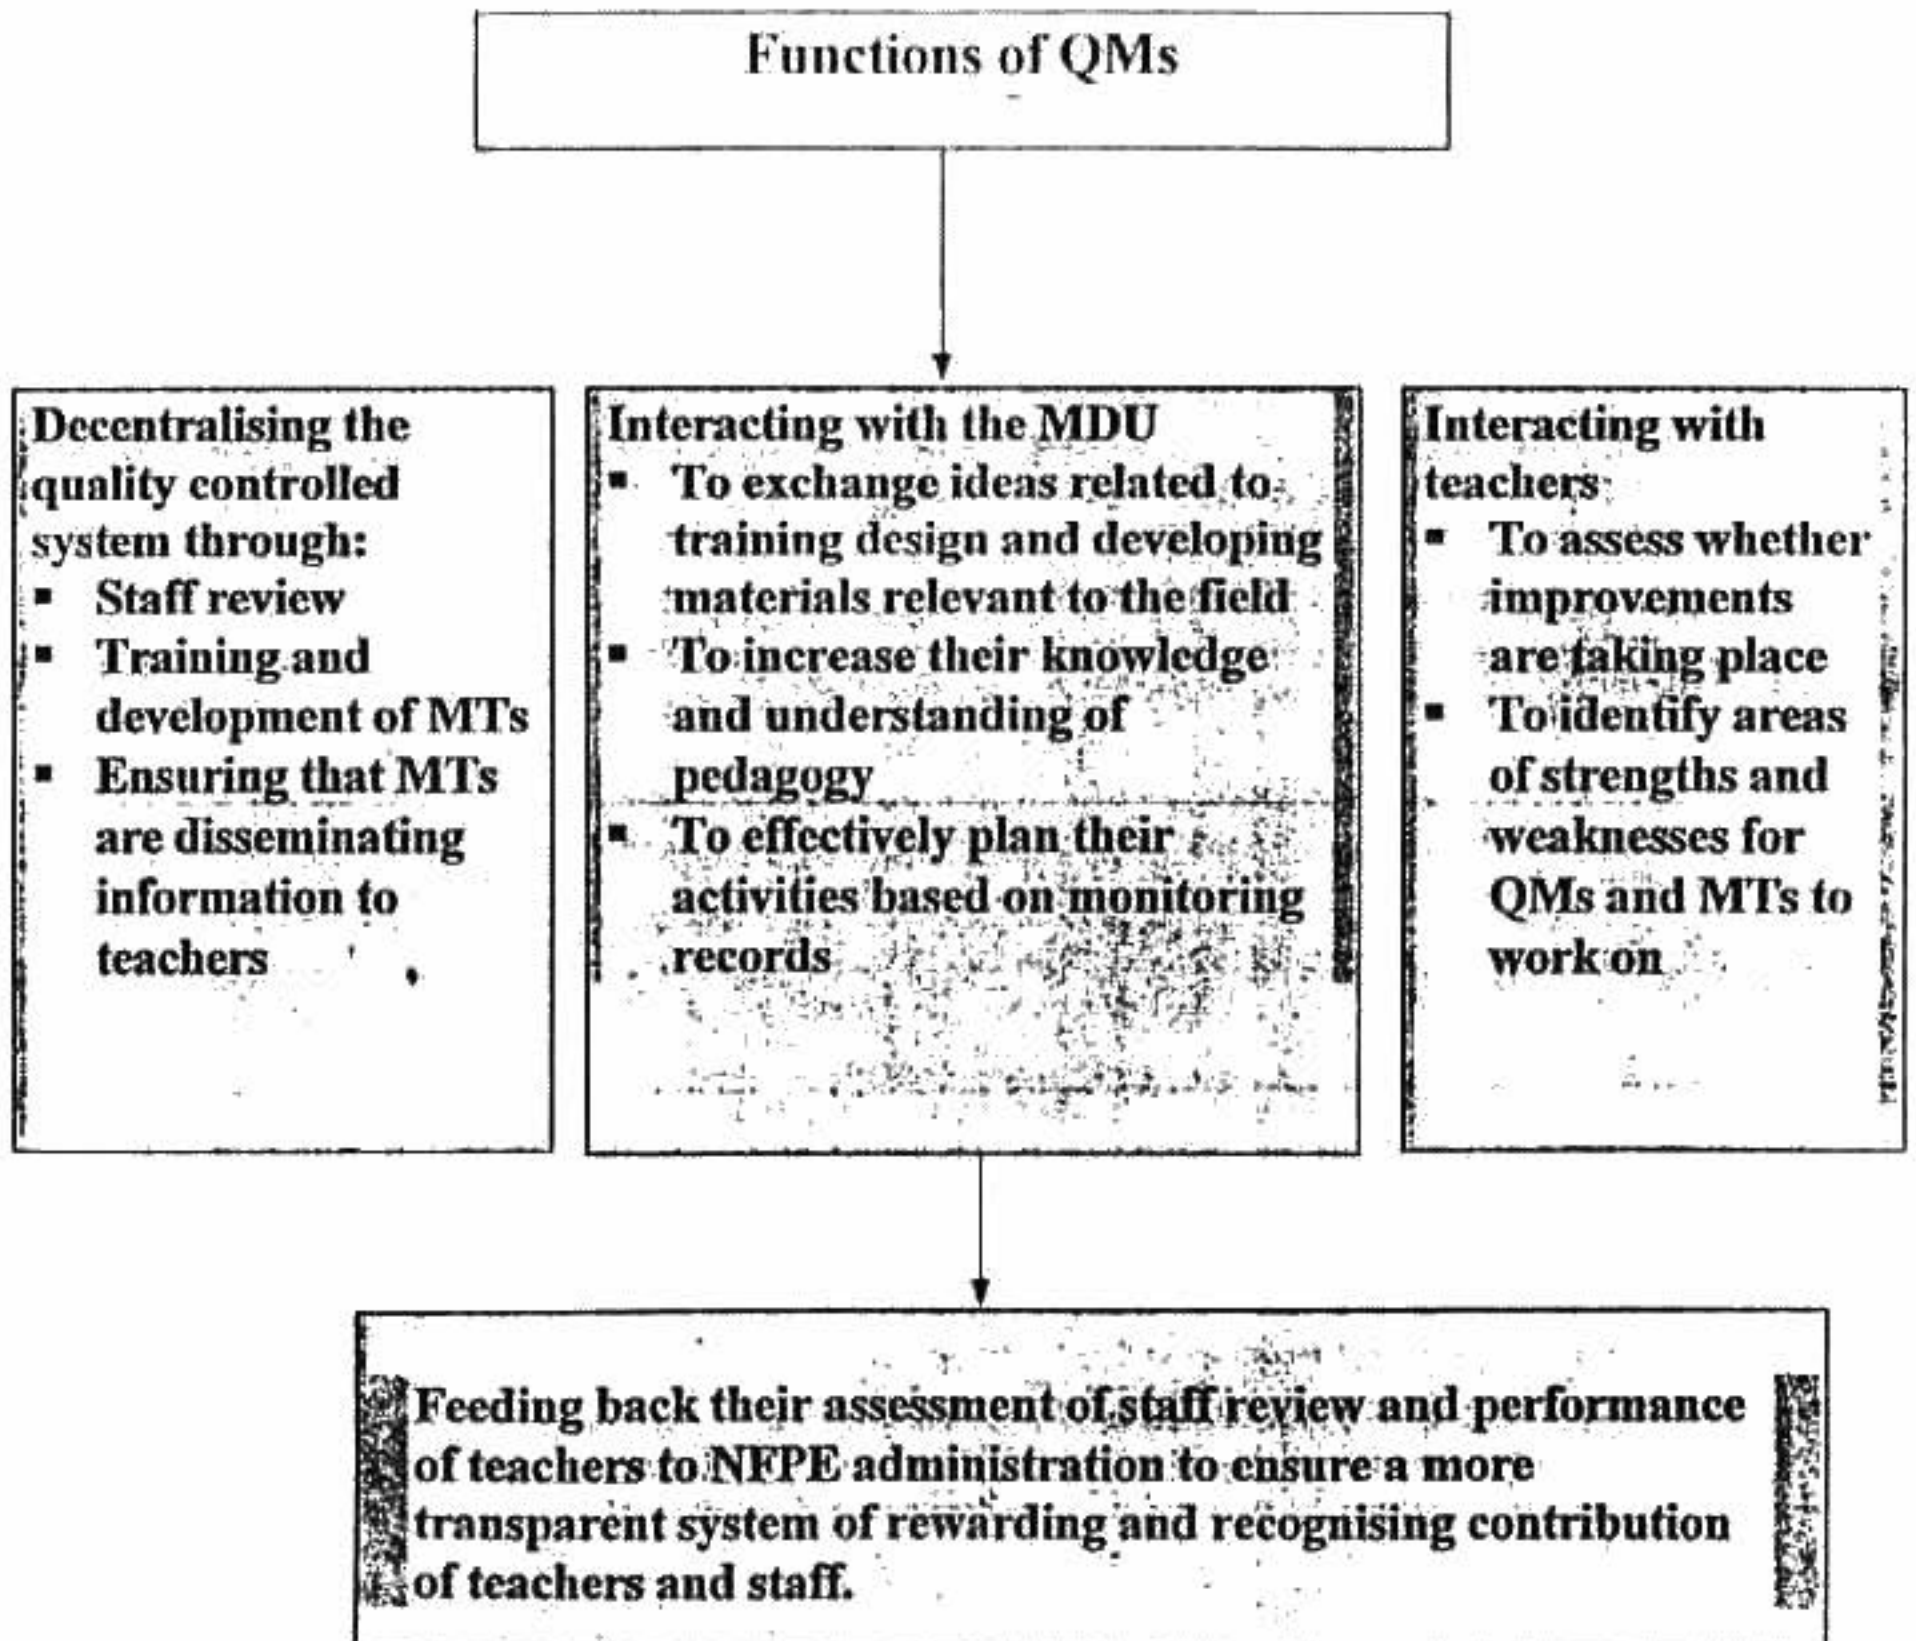 Functions of QMs
Decentralising the
quality controlled
system through:
▪ Staff review
▪ Training and
development of MTs
▪ Ensuring that MTs
are disseminating
information to
teachers
Interacting with the MDU
▪ To exchange ideas related to
training design and developing
materials relevant to the field
▪ To increase their knowledge
and understanding of
pedagogy
▪ To effectively plan their
activities based on monitoring
records
Interacting with
teachers
▪ To assess whether
improvements
are taking place
▪ To identify areas
of strengths and
weaknesses for
QMs and MTs to
work on
Feeding back their assessment of staff review and performance
of teachers to NFPE administration to ensure a more
transparent system of rewarding and recognising contribution
of teachers and staff.